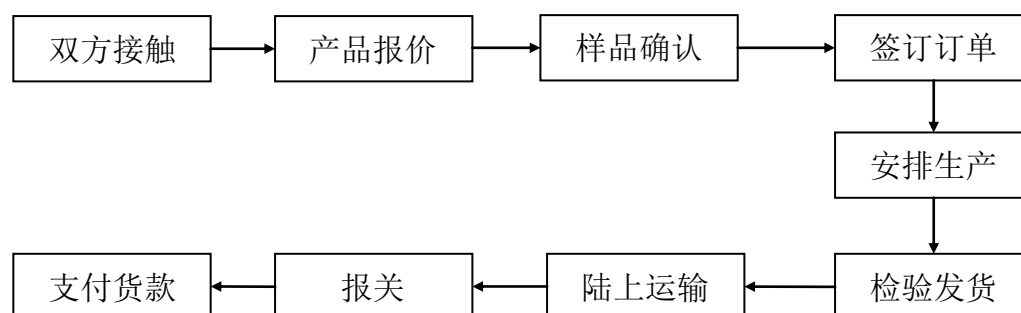 双方接触
产品报价
样品确认
签订订单
安排生产
检验发货
陆上运输
报关
支付货款